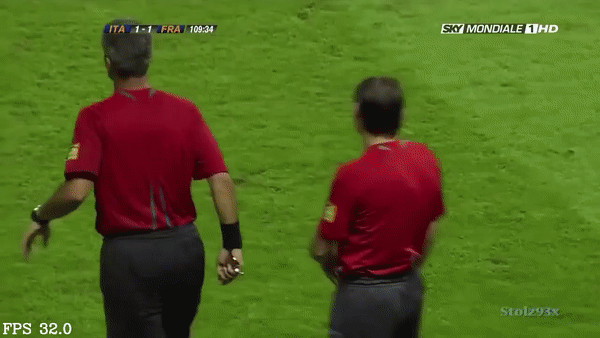 ITA 1 - 1 FRA 109:34
SKY MONDIALE 1 HD
Stolz93x
FPS 32.0